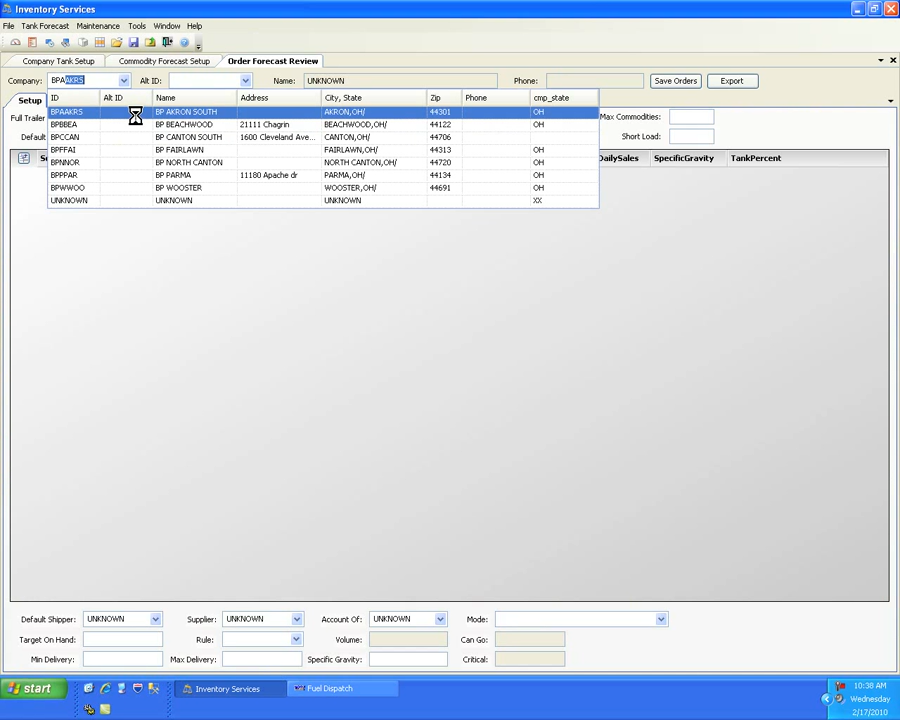 Inventory Services
File Tank Forecast Maintenance Tools Window Help
Company Tank Setup Commodity Forecast Setup Order Forecast Review
Company: BPAAKRS Alt ID: Name: UNKNOWN Phone: Save Orders Export
Setup ID Alt ID Name Address City, State Zip Phone cmp_state
Full Trailer BPAAKRS BP AKRON SOUTH AKRON,OH/ 44301 OH Max Commodities:
BPBBEA BP BEACHWOOD 21111 Chagrin BEACHWOOD,OH/ 44122 OH
Default BPCCAN BP CANTON SOUTH 1600 Cleveland Ave... CANTON,OH/ 44706 Short Load:
BPFFAI BP FAIRLAWN FAIRLAWN,OH/ 44313 OH
DailySales SpecificGravity TankPercent
BPNNOR BP NORTH CANTON NORTH CANTON,OH/ 44720 OH
BPPPAR BP PARMA 11180 Apache dr PARMA,OH/ 44134 OH
BPWWOO BP WOOSTER WOOSTER,OH/ 44691 OH
UNKNOWN UNKNOWN UNKNOWN XX
Default Shipper: UNKNOWN Supplier: UNKNOWN Account Of: UNKNOWN Mode:
Target On Hand: Rule: Volume: Can Go:
Min Delivery: Max Delivery: Specific Gravity: Critical:
start Inventory Services Fuel Dispatch 10:38 AM
Wednesday
2/17/2010